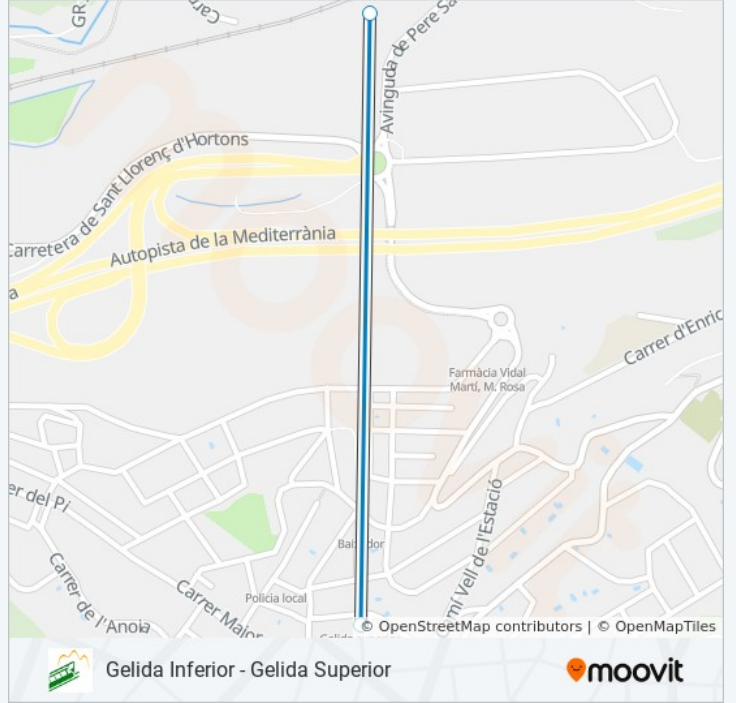 GR
Avinguda de Pere Sa
Carretera de Sant Llorenç d'Hortons
Autopista de la Mediterrània
a
Carrer d'Enric
Farmàcia Vidal
Martí, M. Rosa
er del Pi
mí Vell de l'Estació
Baixador
Carrer de l'Anoia
Policia local
Carrer Major
© OpenStreetMap contributors | © OpenMapTiles
Gelida Inferior - Gelida Superior
moovit